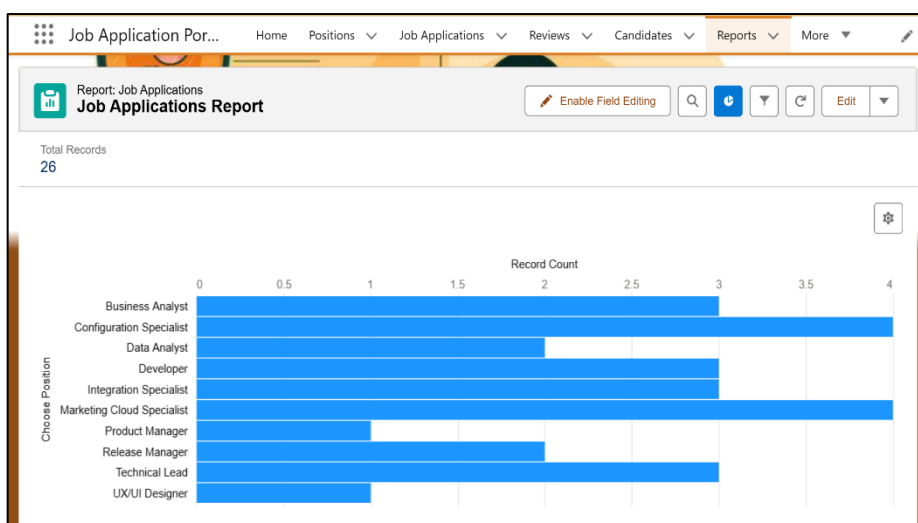 Job Application Por... Home Positions Job Applications Reviews Candidates Reports More
Report: Job Applications
Job Applications Report
Enable Field Editing
Edit
Total Records
26
Record Count
0 0.5 1 1.5 2 2.5 3 3.5 4
Choose Position
Business Analyst
Configuration Specialist
Data Analyst
Developer
Integration Specialist
Marketing Cloud Specialist
Product Manager
Release Manager
Technical Lead
UX/UI Designer